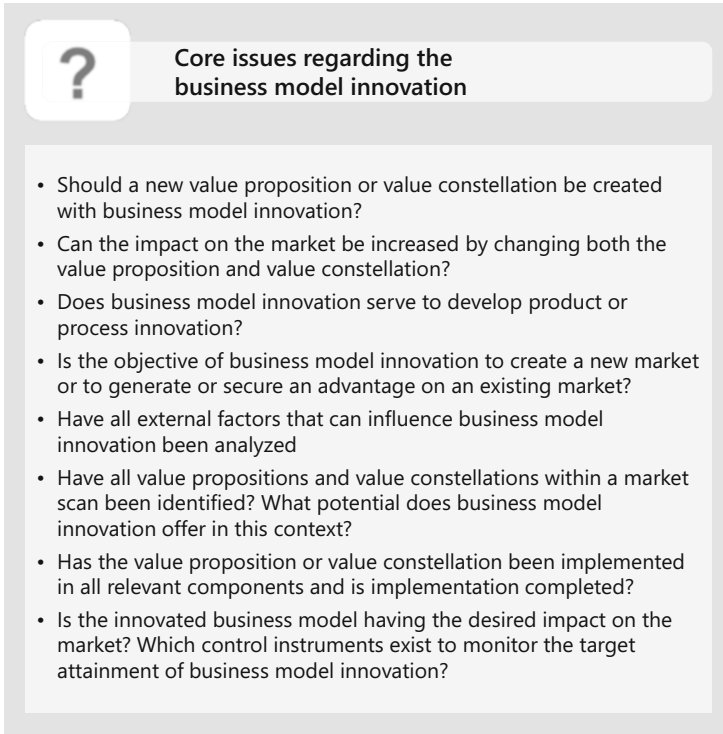 ?
Core issues regarding the
business model innovation
• Should a new value proposition or value constellation be created
with business model innovation?
• Can the impact on the market be increased by changing both the
value proposition and value constellation?
• Does business model innovation serve to develop product or
process innovation?
• Is the objective of business model innovation to create a new market
or to generate or secure an advantage on an existing market?
• Have all external factors that can influence business model
innovation been analyzed
• Have all value propositions and value constellations within a market
scan been identified? What potential does business model
innovation offer in this context?
• Has the value proposition or value constellation been implemented
in all relevant components and is implementation completed?
• Is the innovated business model having the desired impact on the
market? Which control instruments exist to monitor the target
attainment of business model innovation?